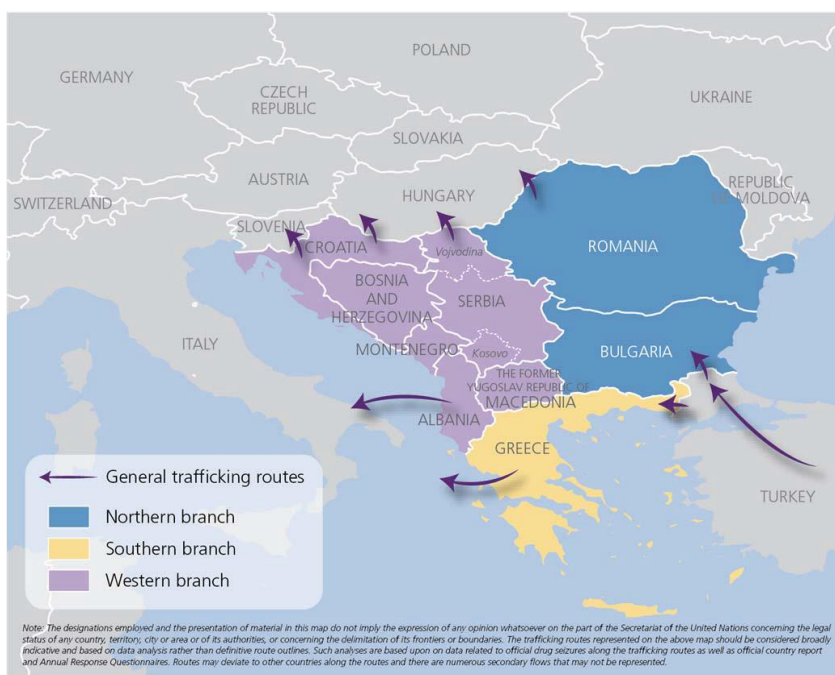 POLAND
GERMANY
UKRAINE
CZECH
REPUBLIC
SLOVAKIA
AUSTRIA
REPUBLIC
OF MOLDOVA
HUNGARY
SWITZERLAND
SLOVENIA
CROATIA
Vojvodina
ROMANIA
BOSNIA
AND
HERZEGOVINA
SERBIA
ITALY
MONTENEGRO
Kosovo
BULGARIA
THE FORMER
YUGOSLAV REPUBLIC OF
MACEDONIA
ALBANIA
GREECE
TURKEY
General trafficking routes
Northern branch
Southern branch
Western branch
Note: The designations employed and the presentation of material in this map do not imply the expression of any opinion whatsoever on the part of the Secretariat of the United Nations concerning the legal
status of any country, territory, city or area or of its authorities, or concerning the delimitation of its frontiers or boundaries. The trafficking routes represented on the above map should be considered broadly
indicative and based on data analysis rather than definitive route outlines. Such analyses are based upon on data related to official drug seizures along the trafficking routes as well as official country report
and Annual Response Questionnaires. Routes may deviate to other countries along the routes and there are numerous secondary flows that may not be represented.